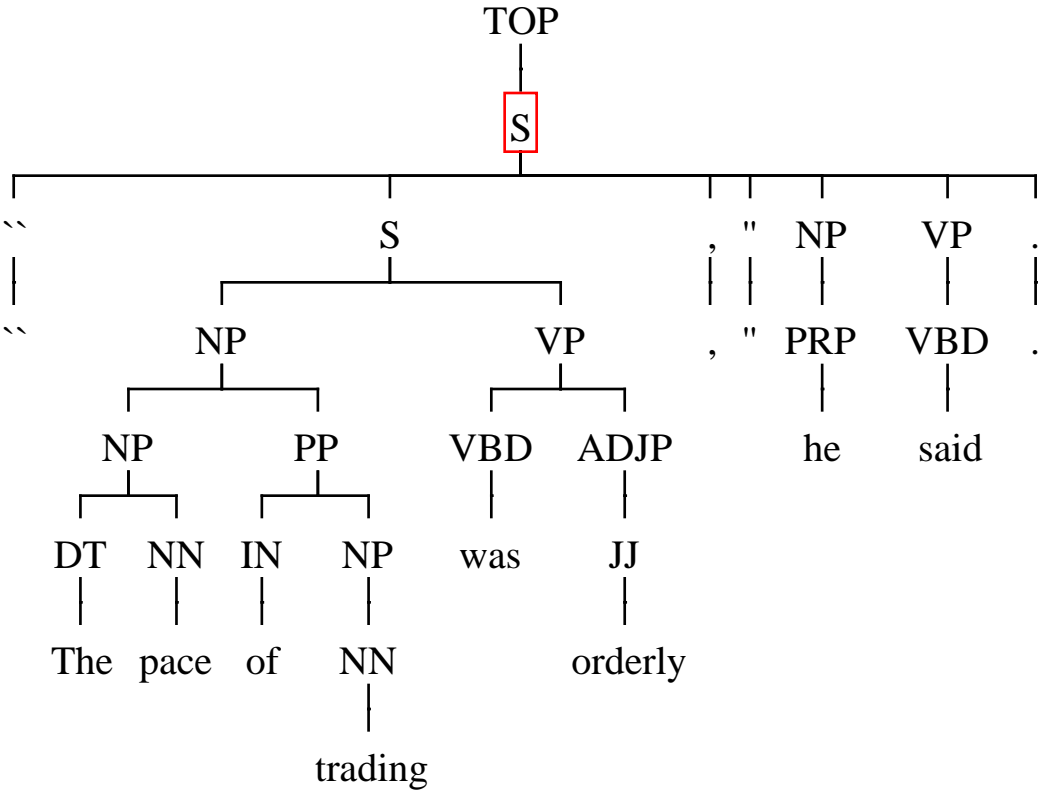 TOP
S
`` S , " NP VP .
`` NP VP , " PRP VBD .
NP PP VBD ADJP he said
DT NN IN NP was JJ
The pace of NN orderly
trading